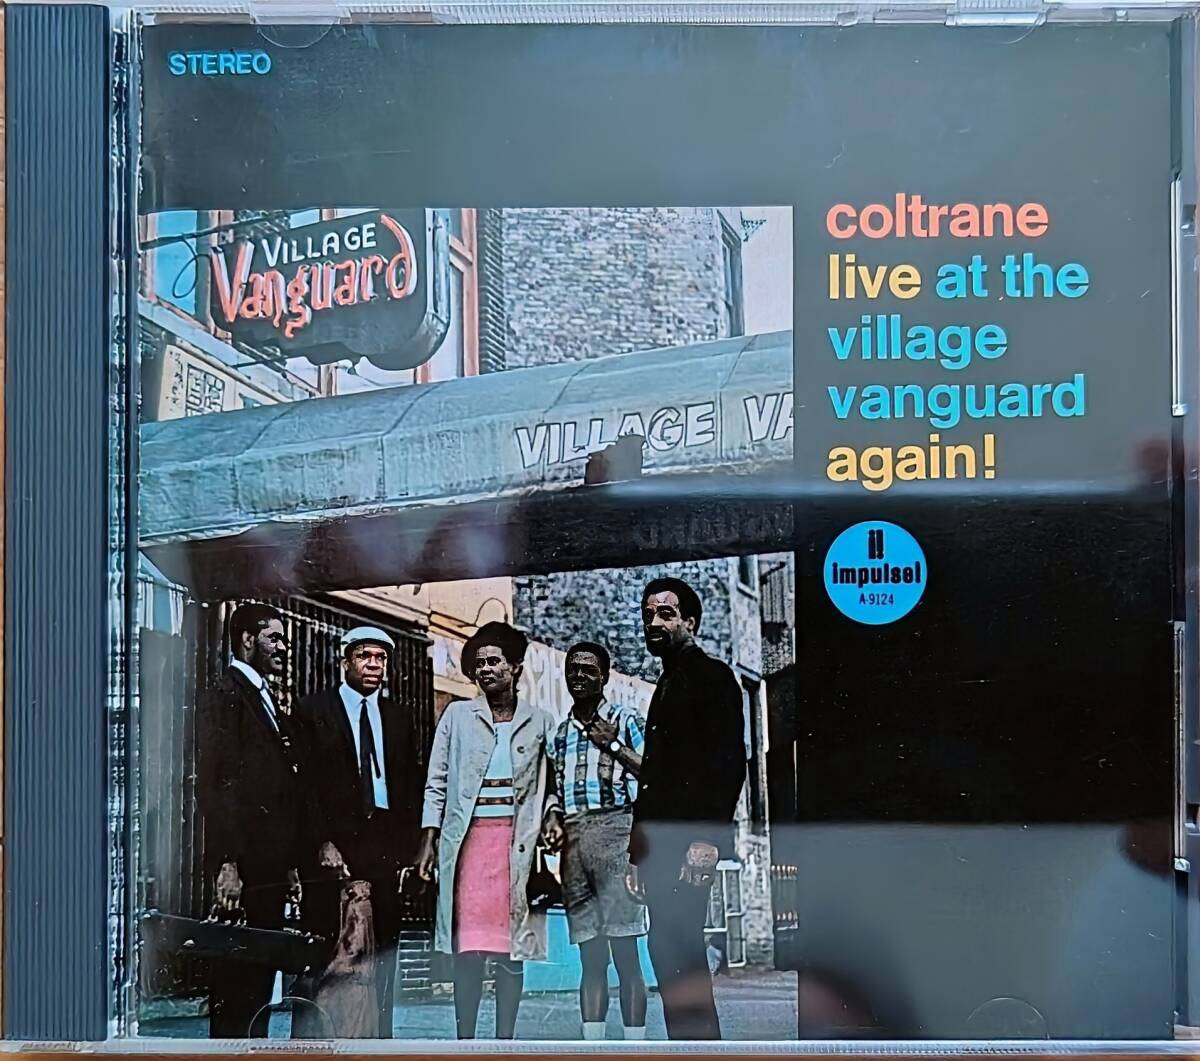 STEREO
VILLAGE
Vanguard
VILLAGE VA
coltrane
live at the
village
vanguard
again!
impulse!
A-9124